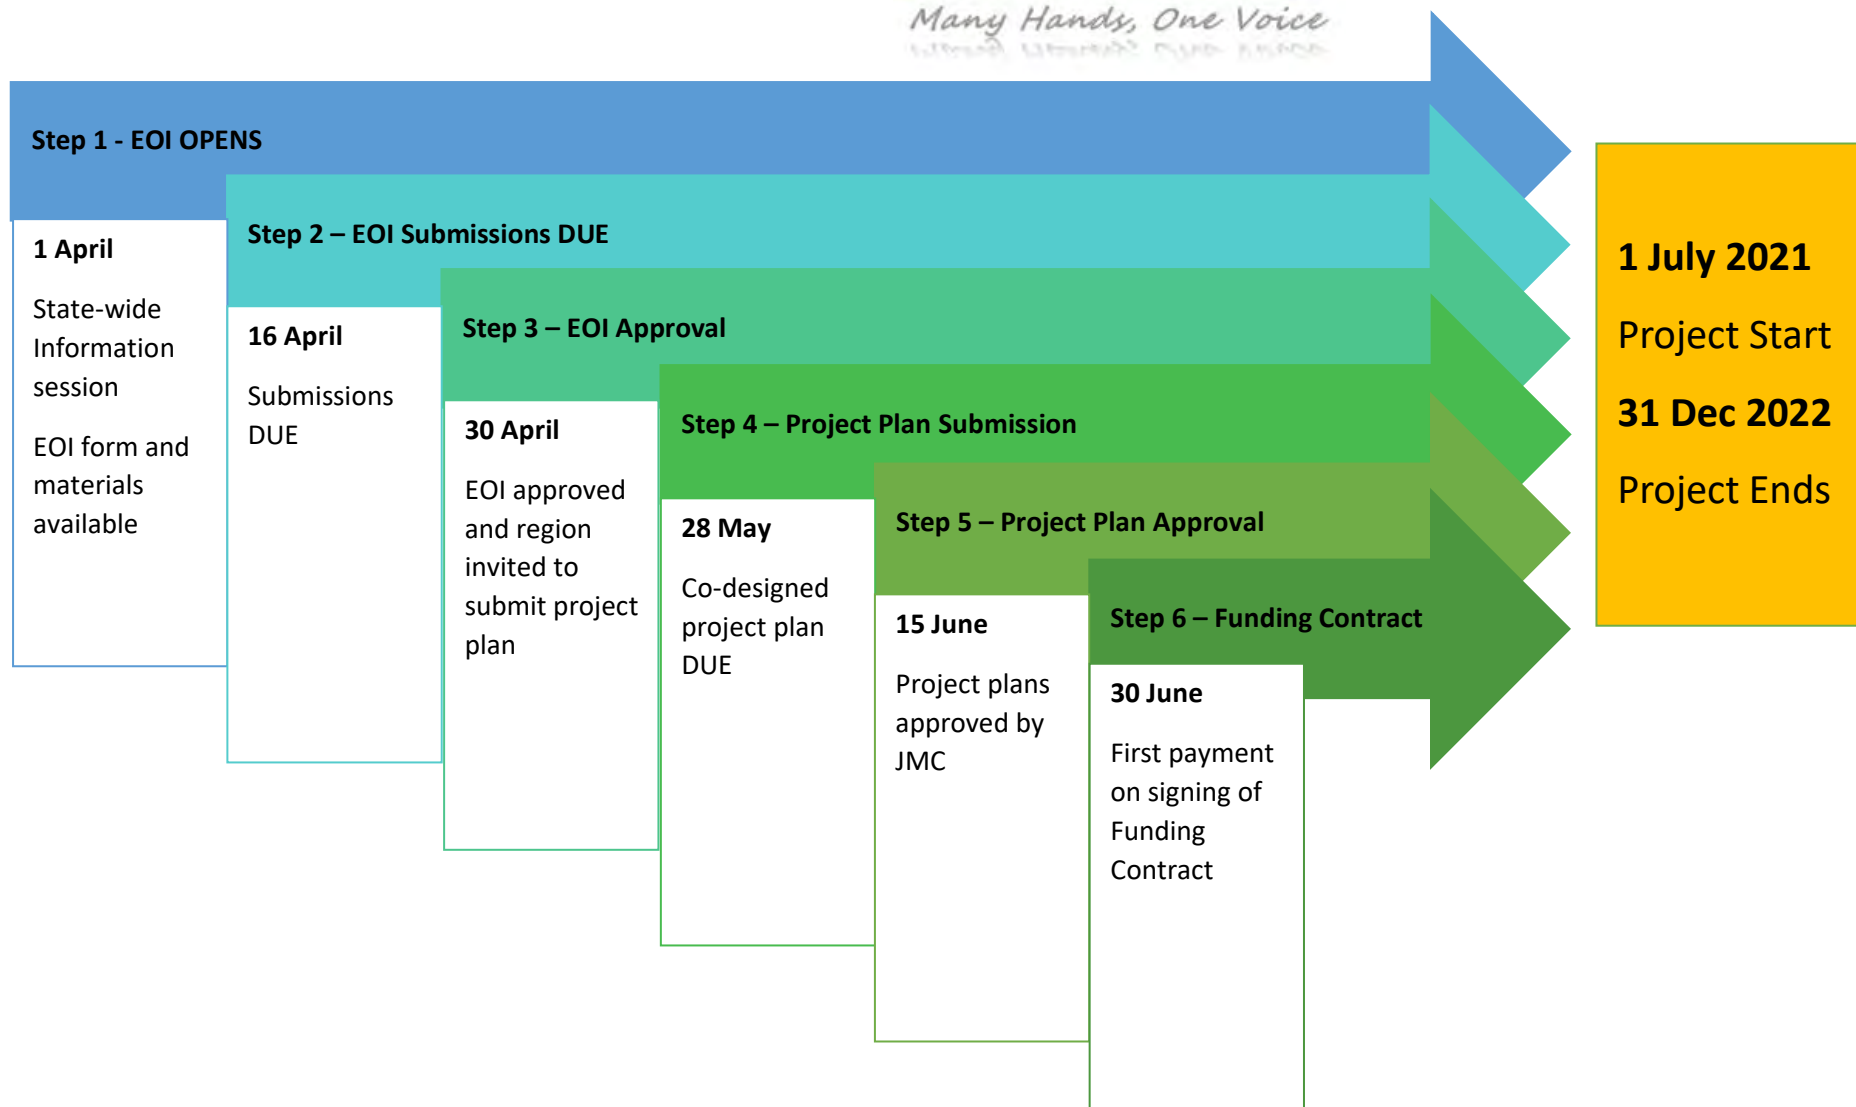 Many Hands, One Voice
Step 1 - EOI OPENS
1 April
State-wide
Information
session
EOI form and
materials
available
Step 2 – EOI Submissions DUE
16 April
Submissions
DUE
Step 3 – EOI Approval
30 April
EOI approved
and region
invited to
submit project
plan
Step 4 – Project Plan Submission
28 May
Co-designed
project plan
DUE
Step 5 – Project Plan Approval
15 June
Project plans
approved by
JMC
Step 6 – Funding Contract
30 June
First payment
on signing of
Funding
Contract
1 July 2021
Project Start
31 Dec 2022
Project Ends